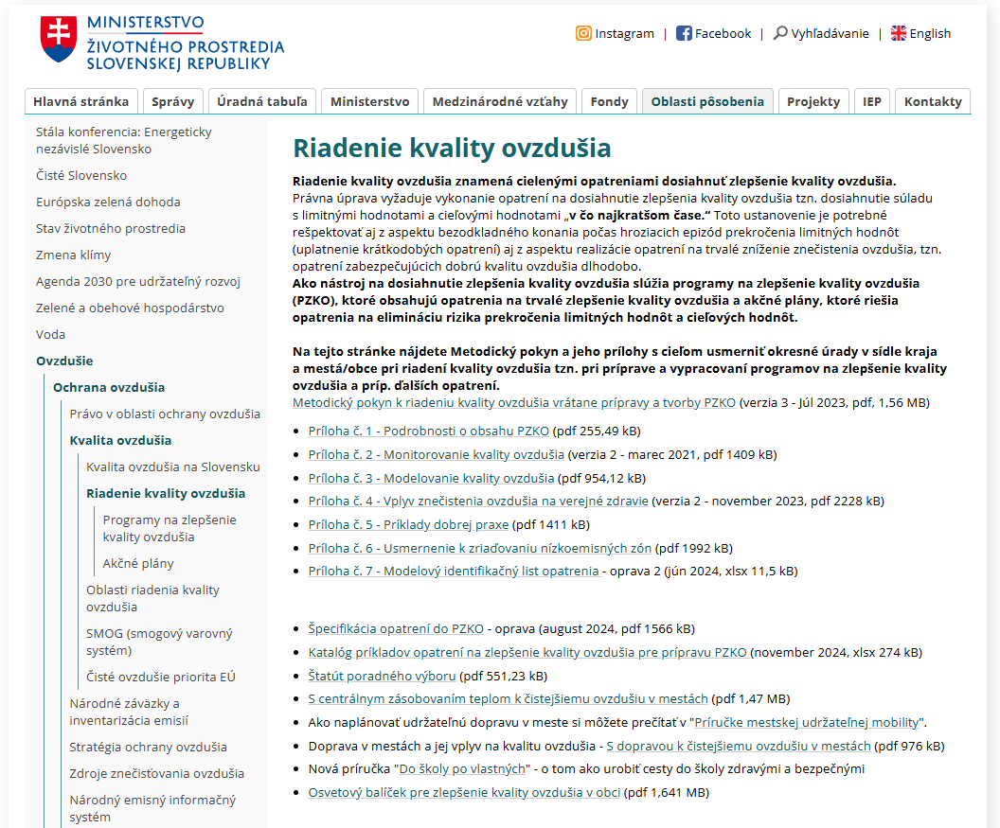 MINISTERSTVO
ŽIVOTNÉHO PROSTREDIA
SLOVENSKEJ REPUBLIKY
Instagram | Facebook | Vyhľadávanie | English
Hlavná stránka Správy Úradná tabuľa Ministerstvo Medzinárodné vzťahy Fondy Oblasti pôsobenia Projekty IEP Kontakty
Stála konferencia: Energeticky
nezávislé Slovensko
Čisté Slovensko
Európska zelená dohoda
Stav životného prostredia
Zmena klímy
Agenda 2030 pre udržateľný rozvoj
Zelené a obehové hospodárstvo
Voda
Ovzdušie
Ochrana ovzdušia
Právo v oblasti ochrany ovzdušia
Kvalita ovzdušia
Kvalita ovzdušia na Slovensku
Riadenie kvality ovzdušia
Programy na zlepšenie
kvality ovzdušia
Akčné plány
Oblasti riadenia kvality
ovzdušia
SMOG (smogový varovný
systém)
Čisté ovzdušie priorita EÚ
Národné záväzky a
inventarizácia emisií
Stratégia ochrany ovzdušia
Zdroje znečisťovania ovzdušia
Národný emisný informačný
systém
Riadenie kvality ovzdušia
Riadenie kvality ovzdušia znamená cielenými opatreniami dosiahnuť zlepšenie kvality ovzdušia.
Právna úprava vyžaduje vykonanie opatrení na dosiahnutie zlepšenia kvality ovzdušia tzn. dosiahnutie súladu
s limitnými hodnotami a cieľovými hodnotami „v čo najkratšom čase.“ Toto ustanovenie je potrebné
rešpektovať aj z aspektu bezodkladného konania počas hroziacich epizód prekročenia limitných hodnôt
(uplatnenie krátkodobých opatrení) aj z aspektu realizácie opatrení na trvalé zníženie znečistenia ovzdušia, tzn.
opatrení zabezpečujúcich dobrú kvalitu ovzdušia dlhodobo.
Ako nástroj na dosiahnutie zlepšenia kvality ovzdušia slúžia programy na zlepšenie kvality ovzdušia
(PZKO), ktoré obsahujú opatrenia na trvalé zlepšenie kvality ovzdušia a akčné plány, ktoré riešia
opatrenia na elimináciu rizika prekročenia limitných hodnôt a cieľových hodnôt.
Na tejto stránke nájdete Metodický pokyn a jeho prílohy s cieľom usmerniť okresné úrady v sídle kraja
a mestá/obce pri riadení kvality ovzdušia tzn. pri príprave a vypracovaní programov na zlepšenie kvality
ovzdušia a príp. ďalších opatrení.
Metodický pokyn k riadeniu kvality ovzdušia vrátane prípravy a tvorby PZKO (verzia 3 - Júl 2023, pdf, 1,56 MB)
• Príloha č. 1 - Podrobnosti o obsahu PZKO (pdf 255,49 kB)
• Príloha č. 2 - Monitorovanie kvality ovzdušia (verzia 2 - marec 2021, pdf 1409 kB)
• Príloha č. 3 - Modelovanie kvality ovzdušia (pdf 954,12 kB)
• Príloha č. 4 - Vplyv znečistenia ovzdušia na verejné zdravie (verzia 2 - november 2023, pdf 2228 kB)
• Príloha č. 5 - Príklady dobrej praxe (pdf 1411 kB)
• Príloha č. 6 - Usmernenie k zriaďovaniu nízkoemisných zón (pdf 1992 kB)
• Príloha č. 7 - Modelový identifikačný list opatrenia - oprava 2 (jún 2024, xlsx 11,5 kB)
• Špecifikácia opatrení do PZKO - oprava (august 2024, pdf 1566 kB)
• Katalóg príkladov opatrení na zlepšenie kvality ovzdušia pre prípravu PZKO (november 2024, xlsx 274 kB)
• Štatút poradného výboru (pdf 551,23 kB)
• S centrálnym zásobovaním teplom k čistejšiemu ovzdušiu v mestách (pdf 1,47 MB)
• Ako naplánovať udržateľnú dopravu v meste si môžete prečítať v "Príručke mestskej udržateľnej mobility".
• Doprava v mestách a jej vplyv na kvalitu ovzdušia - S dopravou k čistejšiemu ovzdušiu v mestách (pdf 976 kB)
• Nová príručka "Do školy po vlastných" - o tom ako urobiť cesty do školy zdravými a bezpečnými
• Osvetový balíček pre zlepšenie kvality ovzdušia v obci (pdf 1,641 MB)